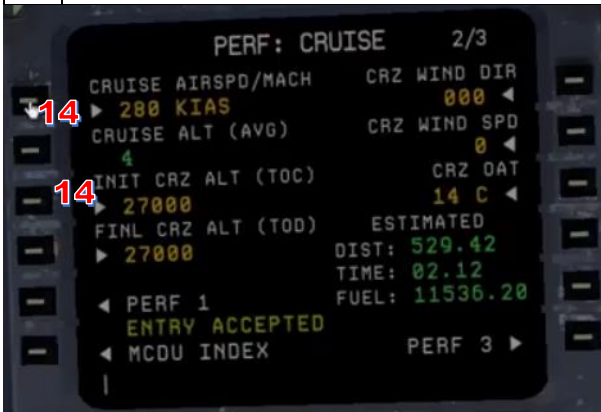 PERF: CRUISE 2/3
CRUISE AIRSPD/MACH CRZ WIND DIR
14 ▶ 280 KIAS 000 ◀
CRUISE ALT (AVG) CRZ WIND SPD
4 0 ◀
INIT CRZ ALT (TOC) CRZ OAT
14 ▶ 27000 14 C ◀
FINL CRZ ALT (TOD) ESTIMATED
▶ 27000 DIST: 529.42
TIME: 02.12
◀ PERF 1 FUEL: 11536.20
ENTRY ACCEPTED
◀ MCDU INDEX PERF 3 ▶